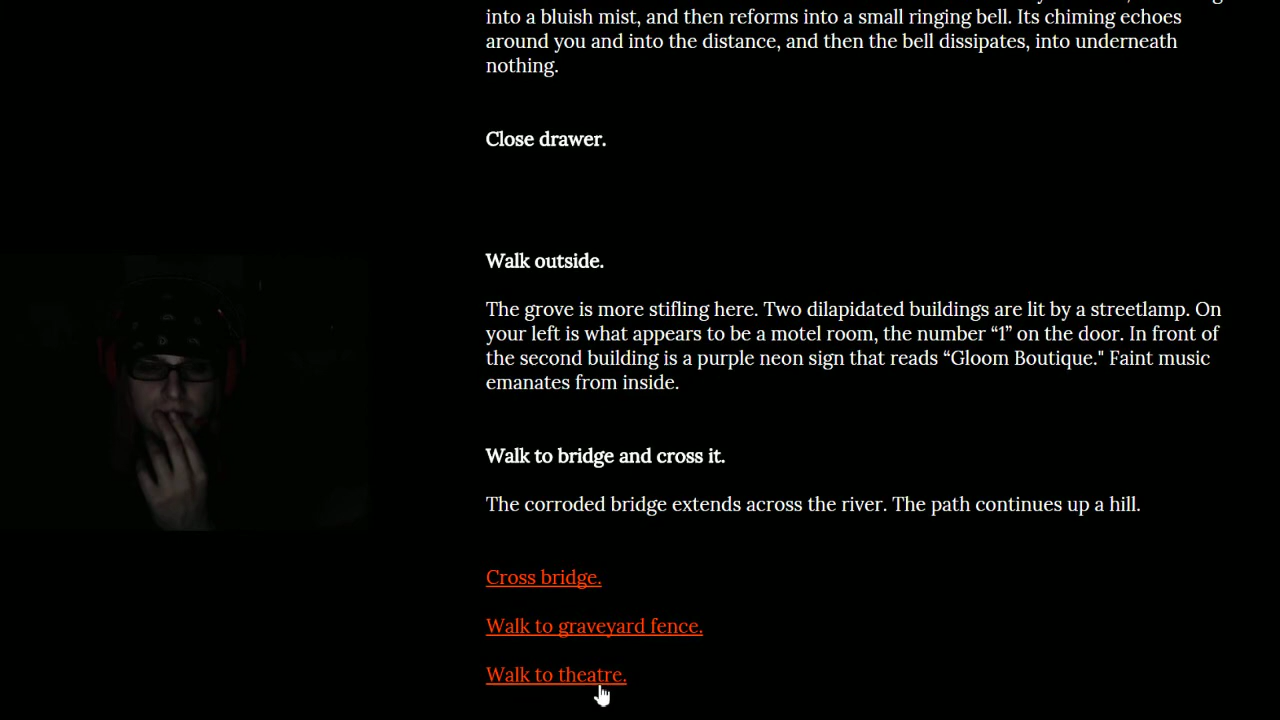 into a bluish mist, and then reforms into a small ringing bell. Its chiming echoes
around you and into the distance, and then the bell dissipates, into underneath
nothing.
Close drawer.
Walk outside.
The grove is more stifling here. Two dilapidated buildings are lit by a streetlamp. On
your left is what appears to be a motel room, the number “1” on the door. In front of
the second building is a purple neon sign that reads “Gloom Boutique." Faint music
emanates from inside.
Walk to bridge and cross it.
The corroded bridge extends across the river. The path continues up a hill.
Cross bridge.
Walk to graveyard fence.
Walk to theatre.